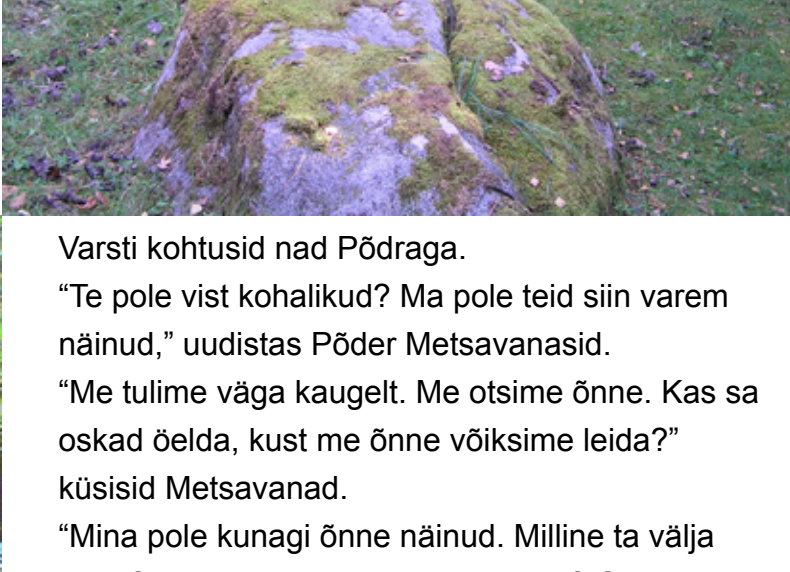 Varsti kohtusid nad Põdraga.
“Te pole vist kohalikud? Ma pole teid siin varem
näinud,” uudistas Põder Metsavanasid.
“Me tulime väga kaugelt. Me otsime õnne. Kas sa
oskad öelda, kust me õnne võiksime leida?”
küsisid Metsavanad.
“Mina pole kunagi õnne näinud. Milline ta välja